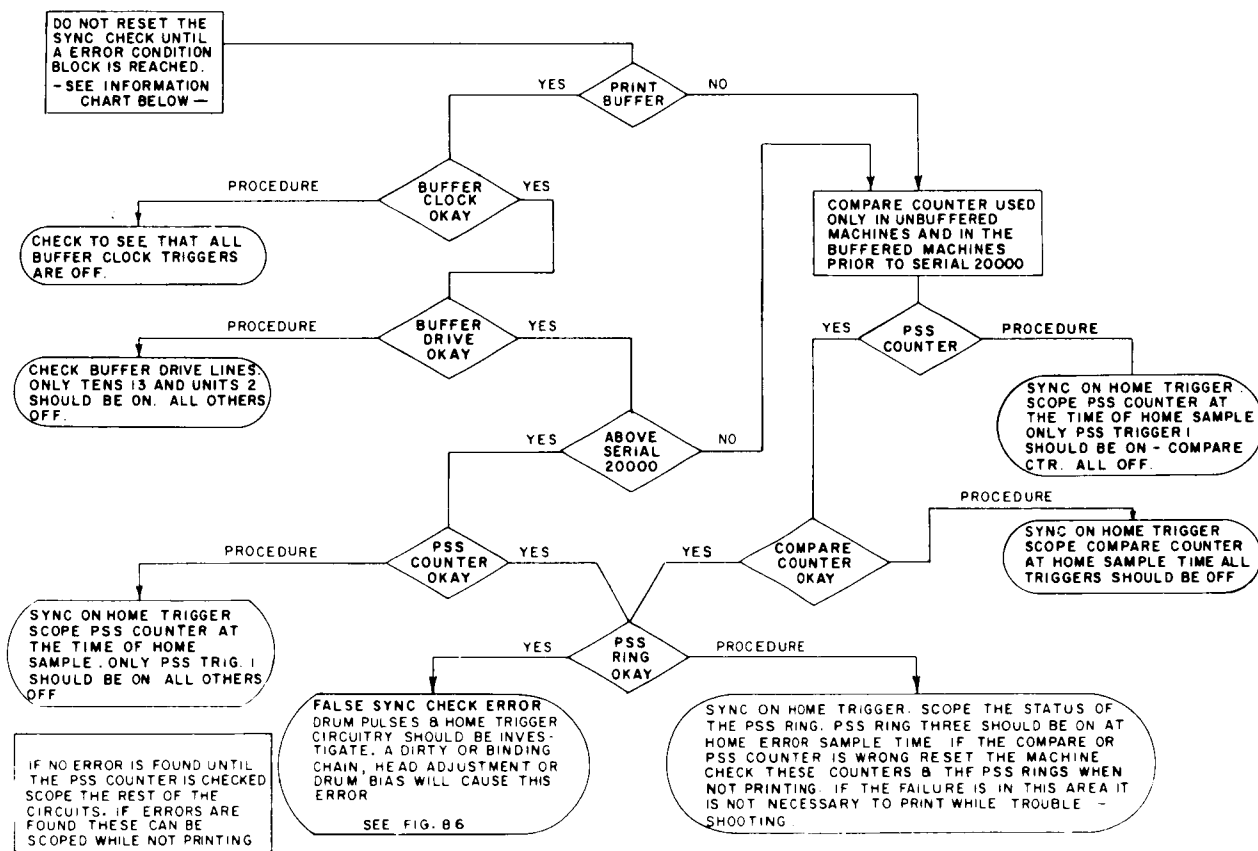 DO NOT RESET THE
SYNC CHECK UNTIL
A ERROR CONDITION
BLOCK IS REACHED.
- SEE INFORMATION
CHART BELOW -
YES
PRINT
BUFFER
NO
PROCEDURE
BUFFER
CLOCK
OKAY
YES
CHECK TO SEE THAT ALL
BUFFER CLOCK TRIGGERS
ARE OFF.
COMPARE COUNTER USED
ONLY IN UNBUFFERED
MACHINES AND IN THE
BUFFERED MACHINES
PRIOR TO SERIAL 20000
PROCEDURE
BUFFER
DRIVE
OKAY
YES
YES
PSS
COUNTER
PROCEDURE
CHECK BUFFER DRIVE LINES.
ONLY TENS 13 AND UNITS 2
SHOULD BE ON. ALL OTHERS
OFF.
SYNC ON HOME TRIGGER.
SCOPE PSS COUNTER AT
THE TIME OF HOME SAMPLE
ONLY PSS TRIGGER 1
SHOULD BE ON - COMPARE
CTR. ALL OFF.
YES
ABOVE
SERIAL
20000
NO
PROCEDURE
PSS
COUNTER
OKAY
YES
YES
COMPARE
COUNTER
OKAY
PROCEDURE
SYNC ON HOME TRIGGER
SCOPE COMPARE COUNTER
AT HOME SAMPLE TIME ALL
TRIGGERS SHOULD BE OFF
SYNC ON HOME TRIGGER
SCOPE PSS COUNTER AT
THE TIME OF HOME
SAMPLE. ONLY PSS TRIG. 1
SHOULD BE ON ALL OTHERS
OFF
YES
PSS
RING
OKAY
PROCEDURE
FALSE SYNC CHECK ERROR
DRUM PULSES & HOME TRIGGER
CIRCUITRY SHOULD BE INVES-
TIGATE. A DIRTY OR BINDING
CHAIN, HEAD ADJUSTMENT OR
DRUM BIAS WILL CAUSE THIS
ERROR
SEE FIG. 86
SYNC ON HOME TRIGGER. SCOPE THE STATUS OF
THE PSS RING. PSS RING THREE SHOULD BE ON AT
HOME ERROR SAMPLE TIME IF THE COMPARE OR
PSS COUNTER IS WRONG RESET THE MACHINE
CHECK THESE COUNTERS & THE PSS RINGS WHEN
NOT PRINTING. IF THE FAILURE IS IN THIS AREA IT
IS NOT NECESSARY TO PRINT WHILE TROUBLE -
SHOOTING.
IF NO ERROR IS FOUND UNTIL
THE PSS COUNTER IS CHECKED
SCOPE THE REST OF THE
CIRCUITS. IF ERRORS ARE
FOUND THESE CAN BE
SCOPED WHILE NOT PRINTING